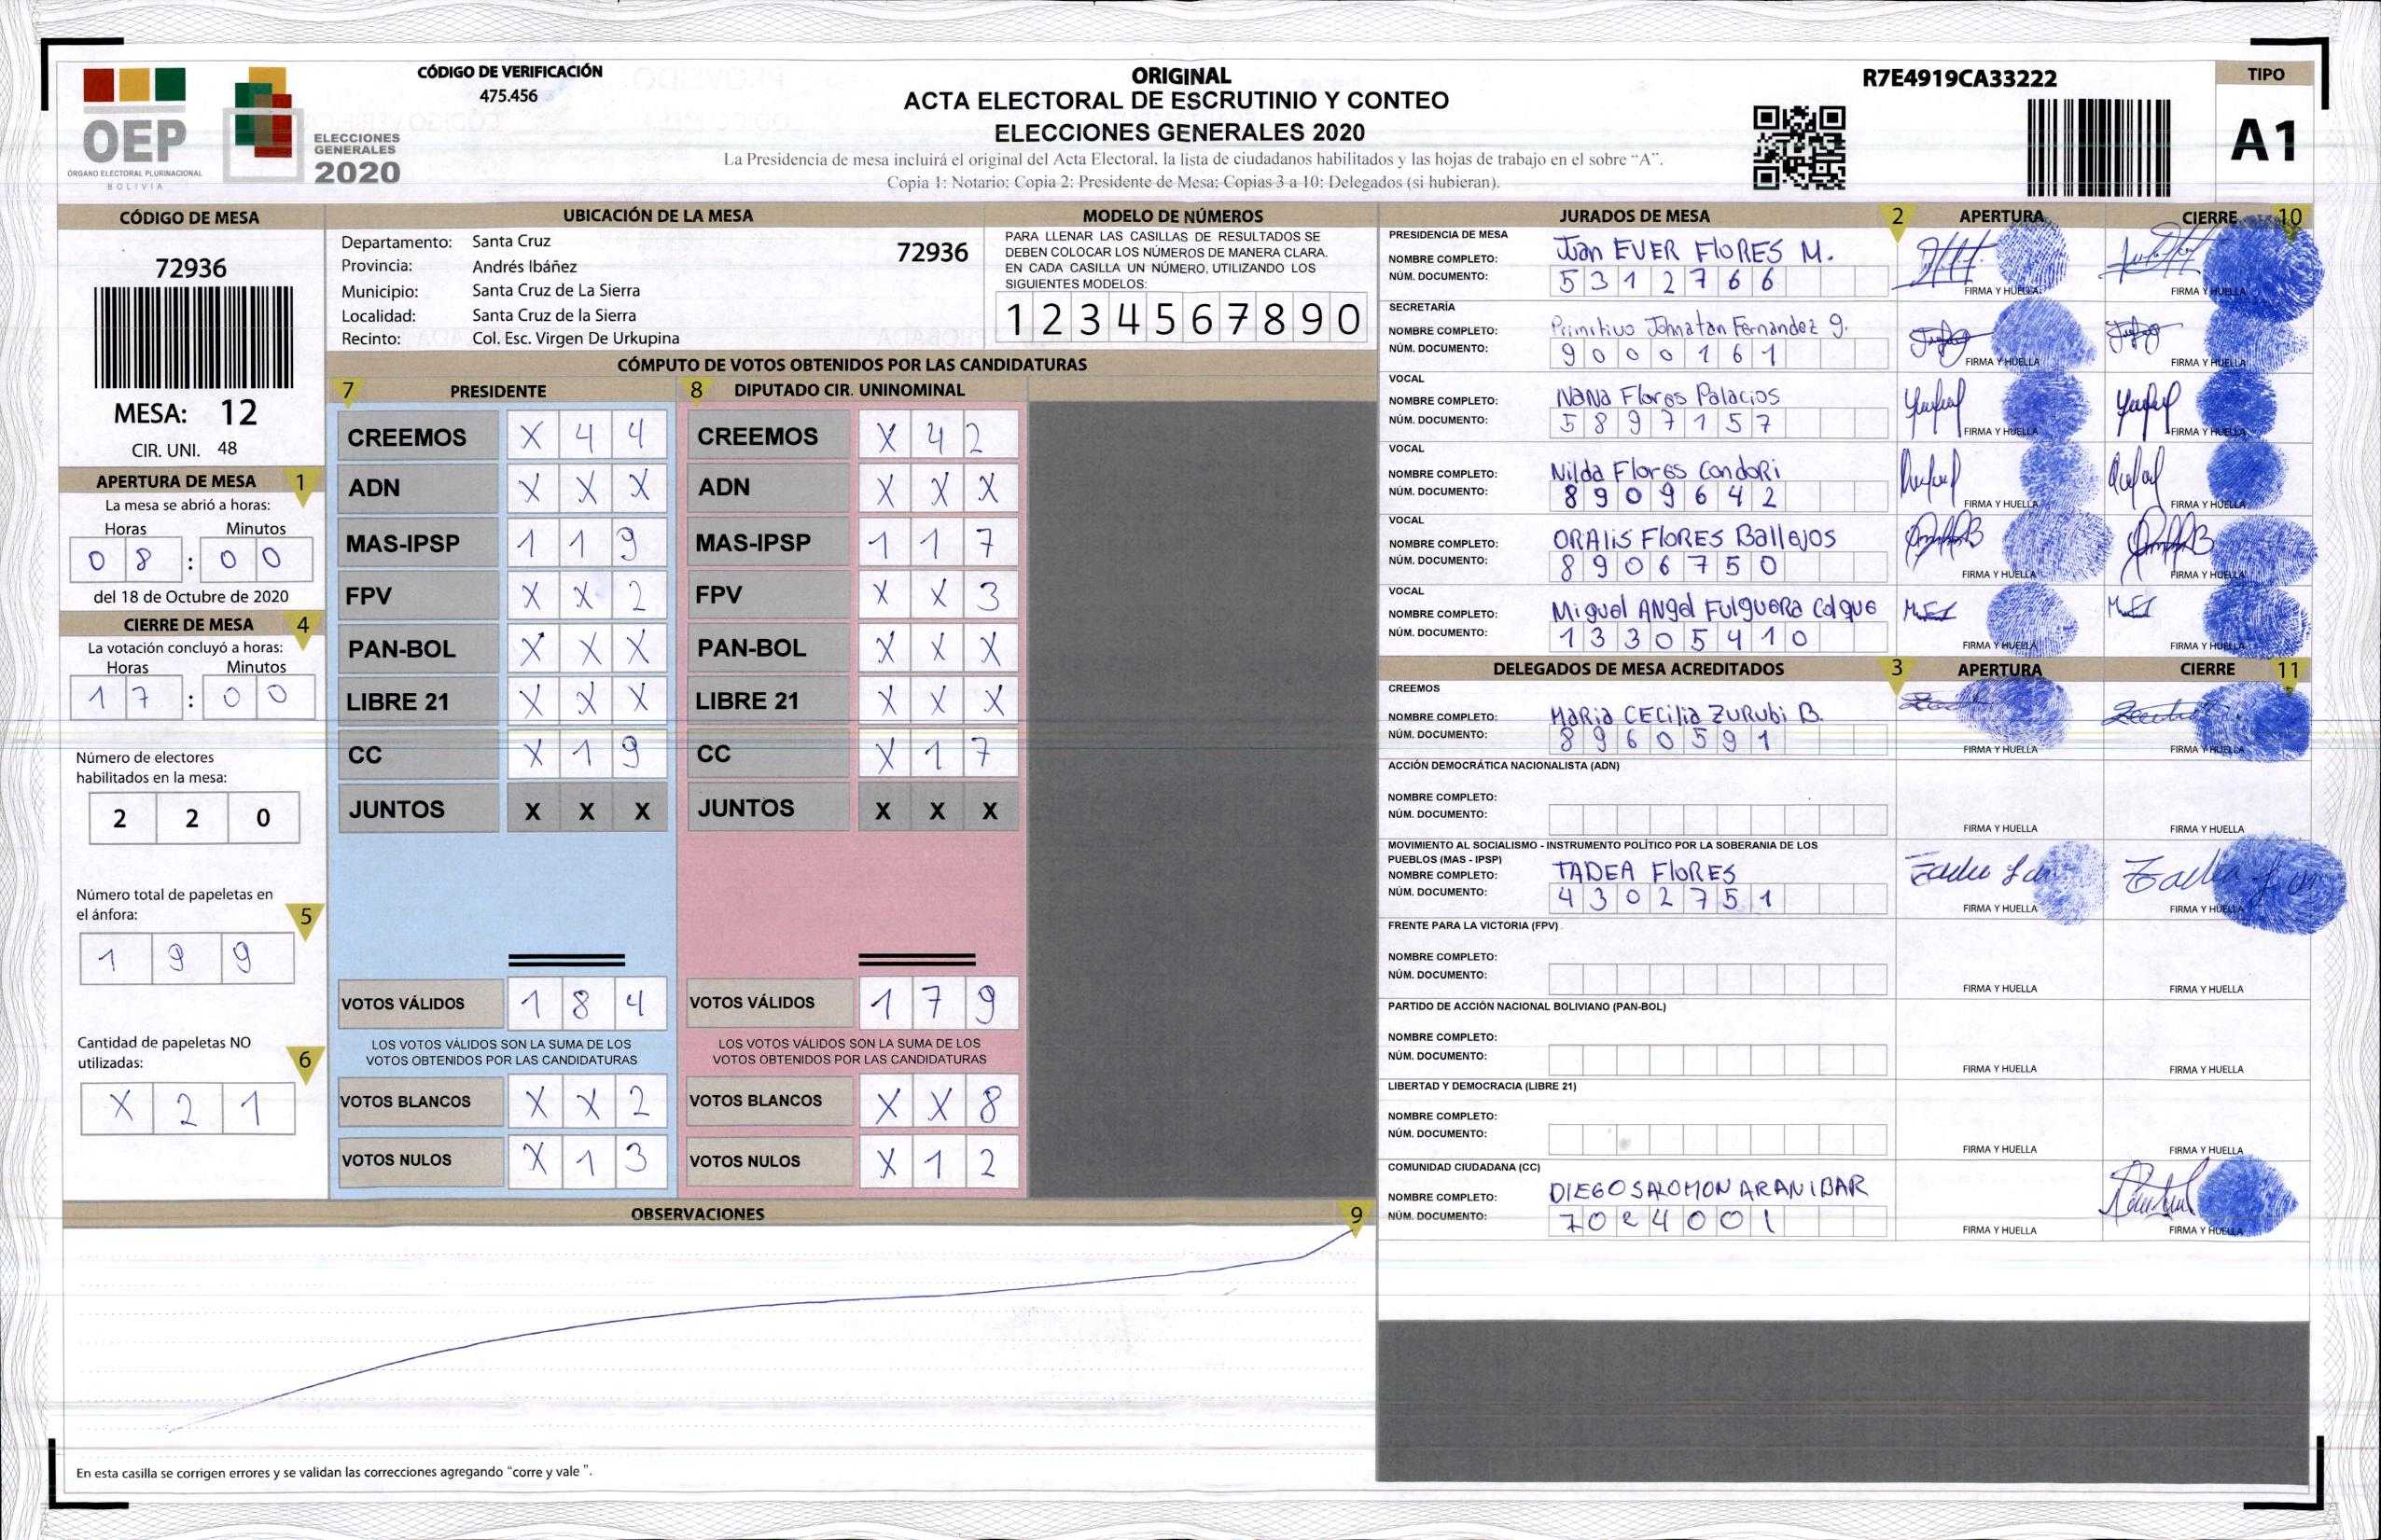 OEP
ÓRGANO ELECTORAL PLURINACIONAL
BOLIVIA
ELECCIONES
GENERALES
2020
CÓDIGO DE VERIFICACIÓN
475.456
ORIGINAL
ACTA ELECTORAL DE ESCRUTINIO Y CONTEO
ELECCIONES GENERALES 2020
La Presidencia de mesa incluirá el original del Acta Electoral, la lista de ciudadanos habilitados y las hojas de trabajo en el sobre “A”.
Copia 1: Notario: Copia 2: Presidente de Mesa: Copias 3 a 10: Delegados (si hubieran).
R7E4919CA33222
TIPO
A1
CÓDIGO DE MESA
72936
MESA: 12
CIR. UNI. 48
APERTURA DE MESA 1
La mesa se abrió a horas:
Horas Minutos
0 8 : 0 0
del 18 de Octubre de 2020
CIERRE DE MESA 4
La votación concluyó a horas:
Horas Minutos
1 7 : 0 0
Número de electores
habilitados en la mesa:
2 2 0
Número total de papeletas en
el ánfora: 5
1 9 9
Cantidad de papeletas NO
utilizadas: 6
X 2 1
UBICACIÓN DE LA MESA
Departamento: Santa Cruz 72936
Provincia: Andrés Ibáñez
Municipio: Santa Cruz de La Sierra
Localidad: Santa Cruz de la Sierra
Recinto: Col. Esc. Virgen De Urkupina
MODELO DE NÚMEROS
PARA LLENAR LAS CASILLAS DE RESULTADOS SE
DEBEN COLOCAR LOS NÚMEROS DE MANERA CLARA.
EN CADA CASILLA UN NÚMERO, UTILIZANDO LOS
SIGUIENTES MODELOS:
1 2 3 4 5 6 7 8 9 0
CÓMPUTO DE VOTOS OBTENIDOS POR LAS CANDIDATURAS
7 PRESIDENTE 8 DIPUTADO CIR. UNINOMINAL
CREEMOS X 4 4 CREEMOS X 4 2
ADN X X X ADN X X X
MAS-IPSP 1 1 9 MAS-IPSP 1 1 7
FPV X X 2 FPV X X 3
PAN-BOL X X X PAN-BOL X X X
LIBRE 21 X X X LIBRE 21 X X X
CC X 1 9 CC X 1 7
JUNTOS X X X JUNTOS X X X
VOTOS VÁLIDOS 1 8 4 VOTOS VÁLIDOS 1 7 9
LOS VOTOS VÁLIDOS SON LA SUMA DE LOS LOS VOTOS VÁLIDOS SON LA SUMA DE LOS
VOTOS OBTENIDOS POR LAS CANDIDATURAS VOTOS OBTENIDOS POR LAS CANDIDATURAS
VOTOS BLANCOS X X 2 VOTOS BLANCOS X X 8
VOTOS NULOS X 1 3 VOTOS NULOS X 1 2
OBSERVACIONES 9
En esta casilla se corrigen errores y se validan las correcciones agregando “corre y vale ”.
JURADOS DE MESA 2 APERTURA CIERRE 10
PRESIDENCIA DE MESA
NOMBRE COMPLETO: Juan EVER FLORES M.
NÚM. DOCUMENTO: 5 3 1 2 7 6 6
FIRMA Y HUELLA FIRMA Y HUELLA
SECRETARÍA
NOMBRE COMPLETO: Primitivo Johnatan Fernandez g.
NÚM. DOCUMENTO: 9 0 0 0 1 6 1
FIRMA Y HUELLA FIRMA Y HUELLA
VOCAL
NOMBRE COMPLETO: NaNa Flores Palacios
NÚM. DOCUMENTO: 5 8 9 7 1 5 7
FIRMA Y HUELLA FIRMA Y HUELLA
VOCAL
NOMBRE COMPLETO: Nilda Flores CondoRi
NÚM. DOCUMENTO: 8 9 0 9 6 4 2
FIRMA Y HUELLA FIRMA Y HUELLA
VOCAL
NOMBRE COMPLETO: ORAlis FLORES Ballejos
NÚM. DOCUMENTO: 8 9 0 6 7 5 0
FIRMA Y HUELLA FIRMA Y HUELLA
VOCAL
NOMBRE COMPLETO: Miguel ANgel FulgueRa Colque
NÚM. DOCUMENTO: 1 3 3 0 5 4 1 0
FIRMA Y HUELLA FIRMA Y HUELLA
DELEGADOS DE MESA ACREDITADOS 3 APERTURA CIERRE 11
CREEMOS
NOMBRE COMPLETO: MaRia CECilia ZURUbi B.
NÚM. DOCUMENTO: 8 9 6 0 5 9 1
FIRMA Y HUELLA FIRMA Y HUELLA
ACCIÓN DEMOCRÁTICA NACIONALISTA (ADN)
NOMBRE COMPLETO:
NÚM. DOCUMENTO:
FIRMA Y HUELLA FIRMA Y HUELLA
MOVIMIENTO AL SOCIALISMO - INSTRUMENTO POLÍTICO POR LA SOBERANIA DE LOS
PUEBLOS (MAS - IPSP)
NOMBRE COMPLETO: TADEA FLORES
NÚM. DOCUMENTO: 4 3 0 2 7 5 1
FIRMA Y HUELLA FIRMA Y HUELLA
FRENTE PARA LA VICTORIA (FPV)
NOMBRE COMPLETO:
NÚM. DOCUMENTO:
FIRMA Y HUELLA FIRMA Y HUELLA
PARTIDO DE ACCIÓN NACIONAL BOLIVIANO (PAN-BOL)
NOMBRE COMPLETO:
NÚM. DOCUMENTO:
FIRMA Y HUELLA FIRMA Y HUELLA
LIBERTAD Y DEMOCRACIA (LIBRE 21)
NOMBRE COMPLETO:
NÚM. DOCUMENTO:
FIRMA Y HUELLA FIRMA Y HUELLA
COMUNIDAD CIUDADANA (CC)
NOMBRE COMPLETO: DIEGO SALOMON ARANIBAR
NÚM. DOCUMENTO: 7 0 2 4 0 0 1
FIRMA Y HUELLA FIRMA Y HUELLA